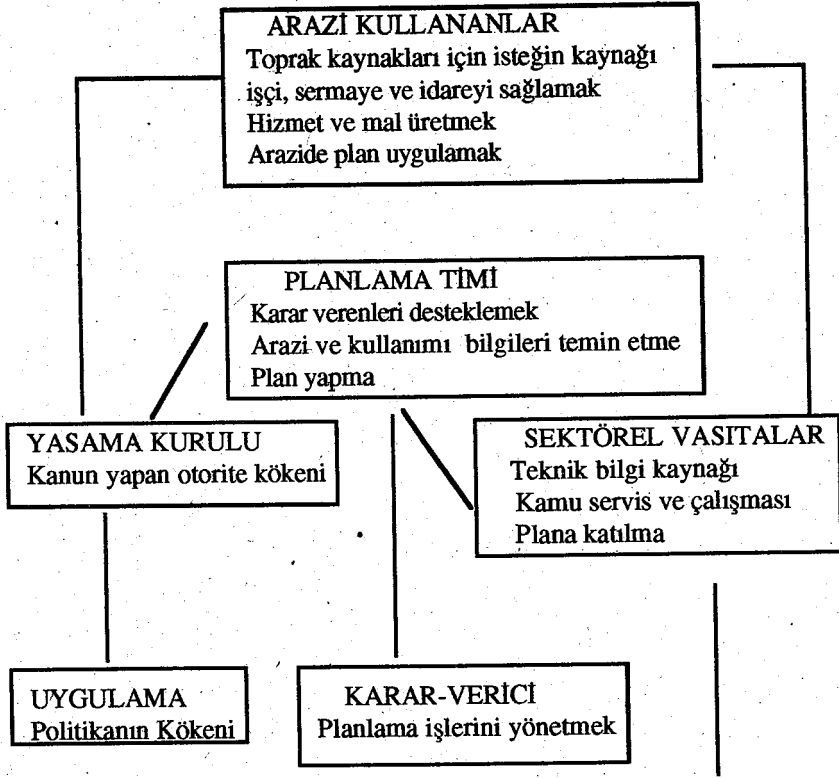 ARAZİ KULLANANLAR
Toprak kaynakları için isteğin kaynağı
işçi, sermaye ve idareyi sağlamak
Hizmet ve mal üretmek
Arazide plan uygulamak
PLANLAMA TİMİ
Karar verenleri desteklemek
Arazi ve kullanımı bilgileri temin etme
Plan yapma
YASAMA KURULU
Kanun yapan otorite kökeni
SEKTÖREL VASITALAR
Teknik bilgi kaynağı
Kamu servis ve çalışması
Plana katılma
UYGULAMA
Politikanın Kökeni
KARAR-VERİCİ
Planlama işlerini yönetmek